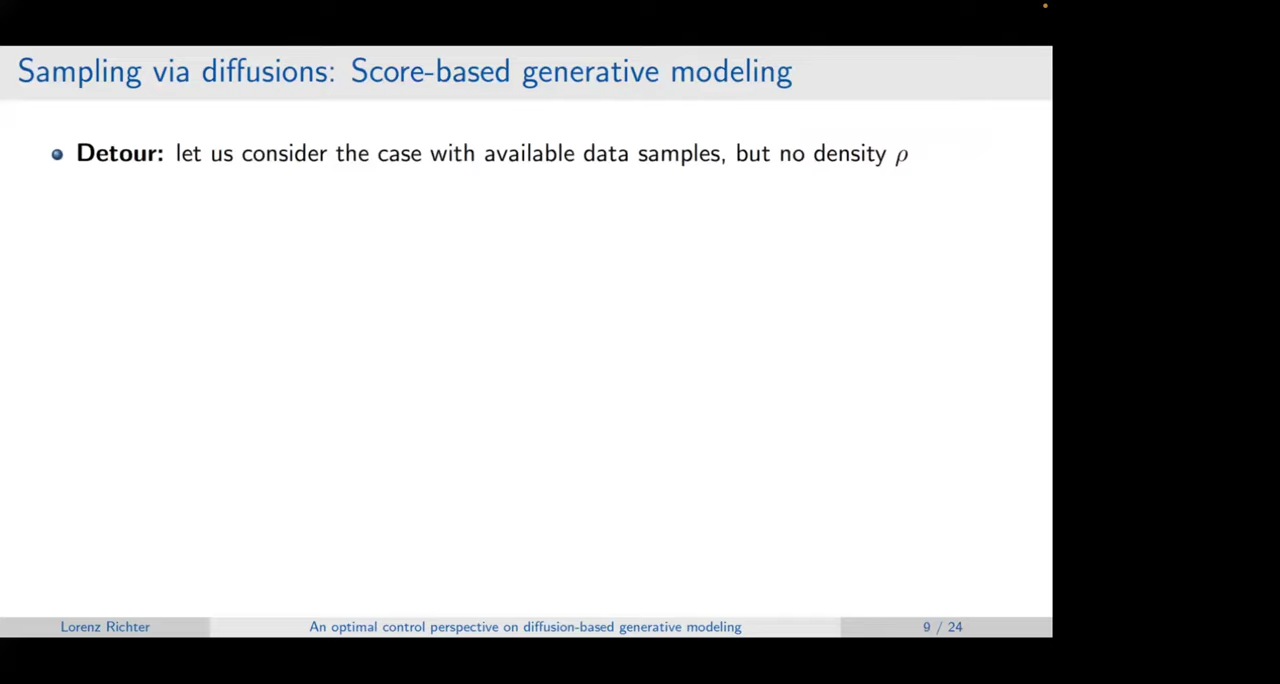 Sampling via diffusions: Score-based generative modeling
Detour: let us consider the case with available data samples, but no density ρ
Lorenz Richter
An optimal control perspective on diffusion-based generative modeling
9 / 24